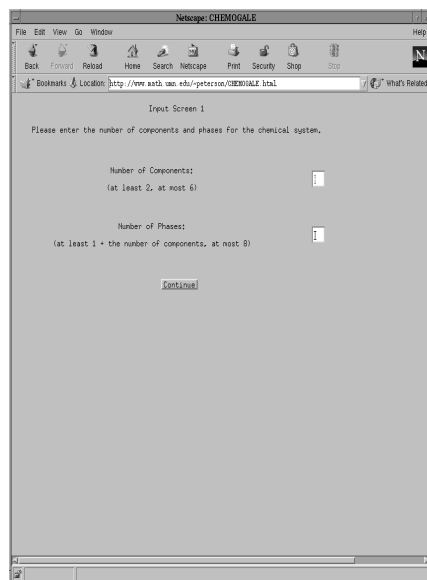 Netscape: CHEMOGALE
File Edit View Go Window Help
Back Forward Reload Home Search Netscape Print Security Shop Stop
N
Bookmarks Location: http://www.math.umn.edu/~peterson/CHEMOGALE.html What's Related
Input Screen 1
Please enter the number of components and phases for the chemical system.
Number of Components:
(at least 2, at most 6)
Number of Phases:
(at least 1 + the number of components, at most 8)
Continue